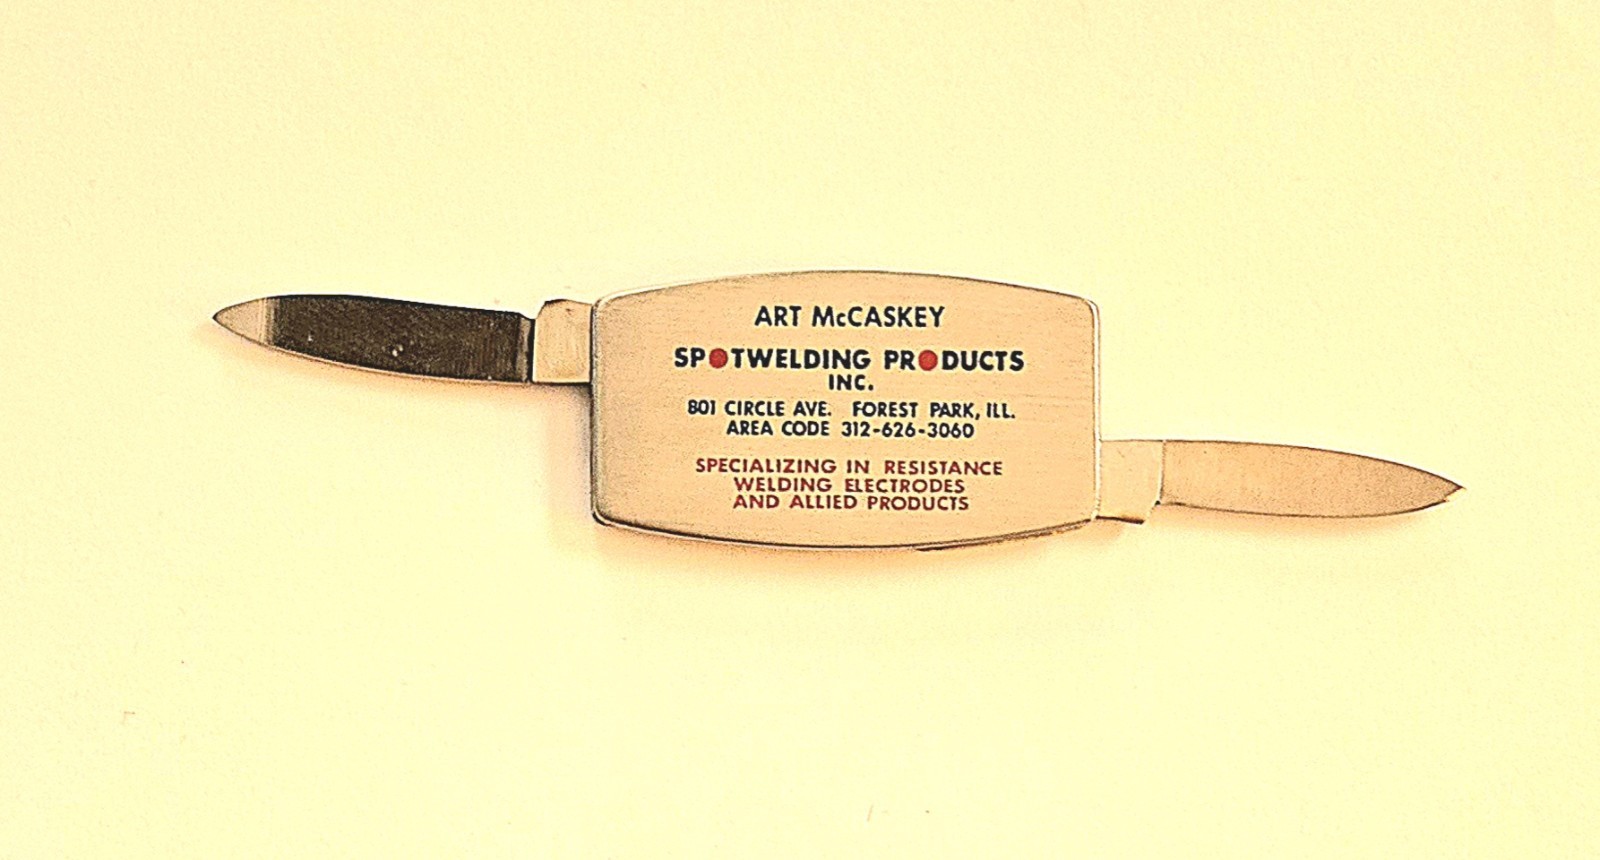 ART McCASKEY
SPOTWELDING PRODUCTS
INC.
801 CIRCLE AVE. FOREST PARK, ILL.
AREA CODE 312-626-3060
SPECIALIZING IN RESISTANCE
WELDING ELECTRODES
AND ALLIED PRODUCTS